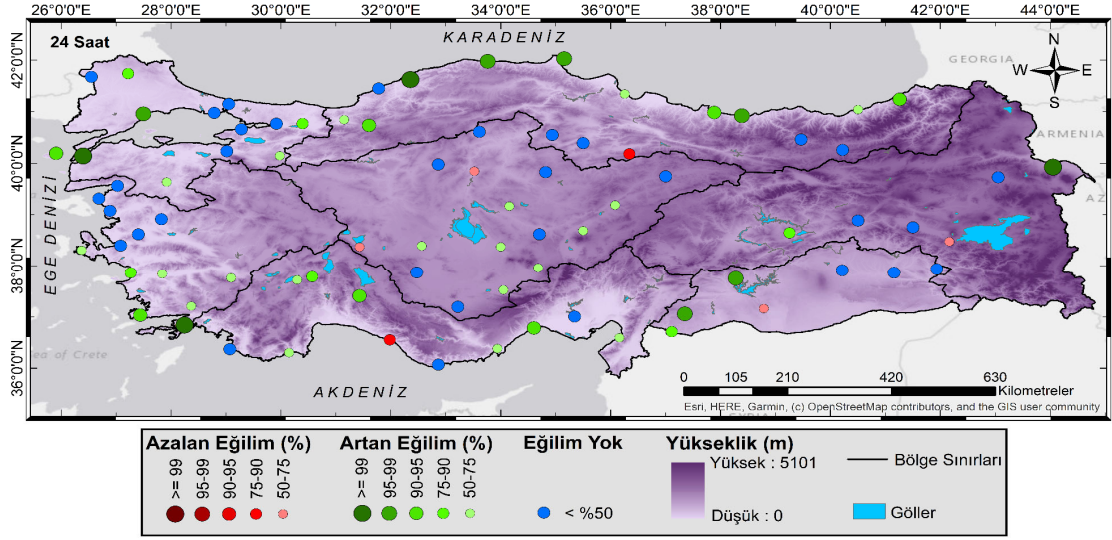 26°0'0"E 28°0'0"E 30°0'0"E 32°0'0"E 34°0'0"E 36°0'0"E 38°0'0"E 40°0'0"E 42°0'0"E 44°0'0"E
24 Saat
KARADENİZ
GEORGIA
N
W E
S
ARMENIA
AZ
42°0'0"N
40°0'0"N
38°0'0"N
36°0'0"N
EGE DENİZİ
Sea of Crete
AKDENİZ
0 105 210 420 630
Kilometreler
Esri, HERE, Garmin, (c) OpenStreetMap contributors, and the GIS user community
Azalan Eğilim (%)
>= 99
95-99
90-95
75-90
50-75
Artan Eğilim (%)
>= 99
95-99
90-95
75-90
50-75
Eğilim Yok
< %50
Yükseklik (m)
Yüksek : 5101
Düşük : 0
Bölge Sınırları
Göller